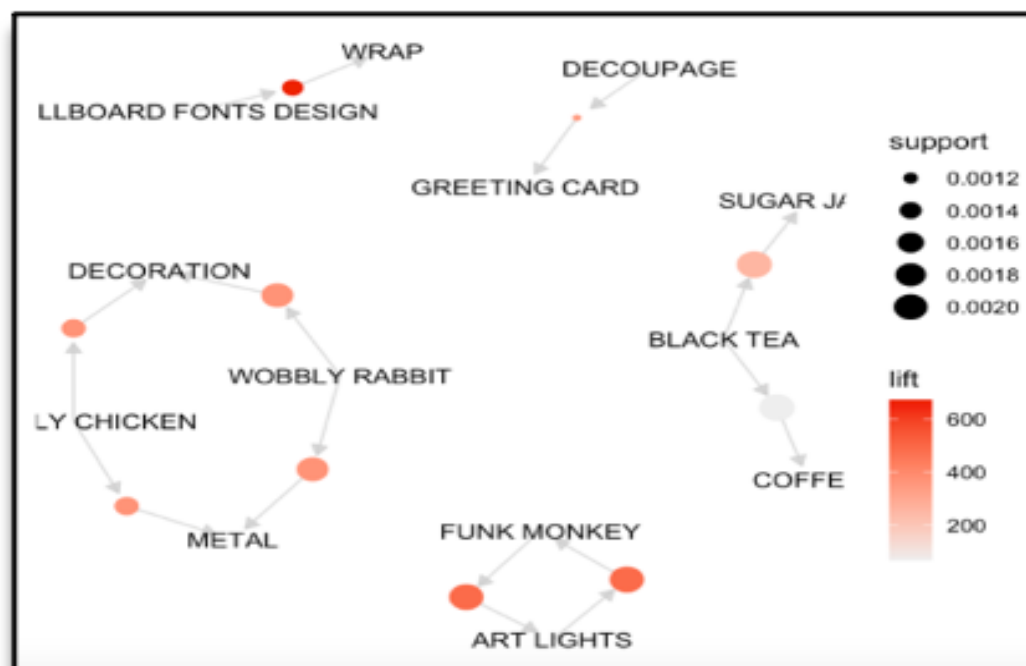 WRAP
DECOUPAGE
LLBOARD FONTS DESIGN
support
0.0012
GREETING CARD
SUGAR JA
0.0014
0.0016
DECORATION
0.0018
0.0020
BLACK TEA
WOBBLY RABBIT
lift
LY CHICKEN
600
COFFE
400
FUNK MONKEY
METAL
200
ART LIGHTS